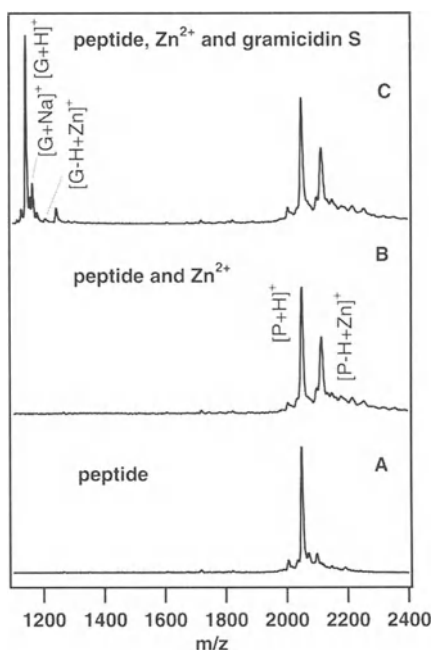 peptide, Zn²⁺ and gramicidin S
[G+H]⁺
[G+Na]⁺
[G-H+Zn]⁺
C
B
peptide and Zn²⁺
[P+H]⁺
[P-H+Zn]⁺
A
peptide
1200 1400 1600 1800 2000 2200 2400
m/z